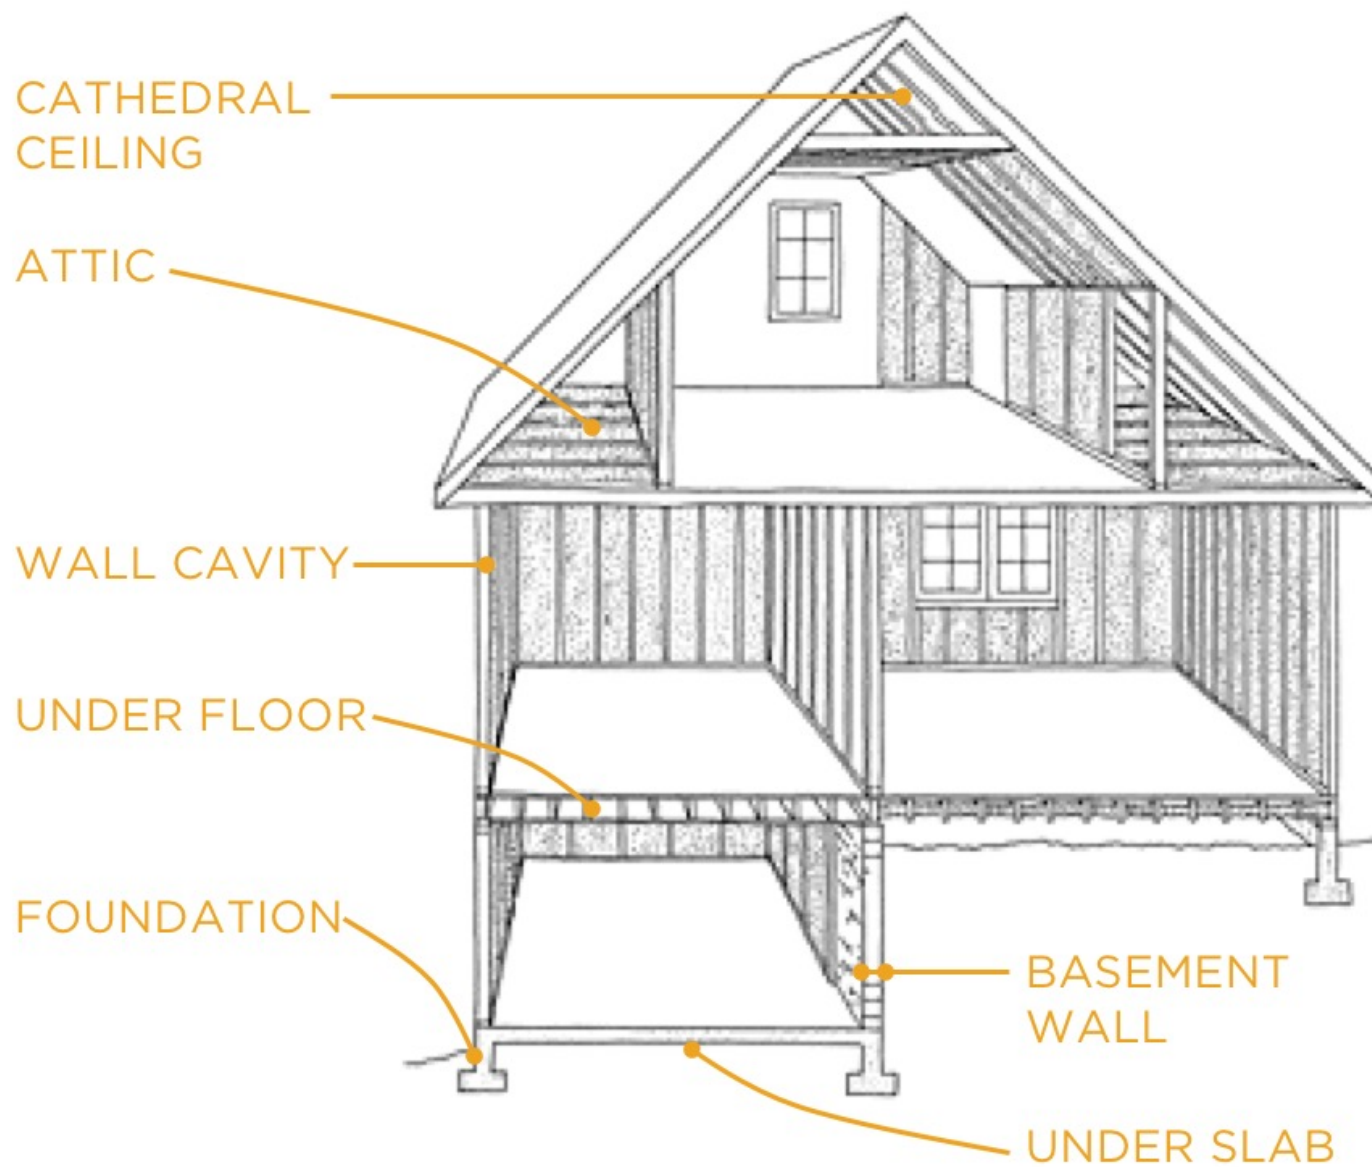 CATHEDRAL
CEILING
ATTIC
WALL CAVITY
UNDER FLOOR
FOUNDATION
BASEMENT
WALL
UNDER SLAB